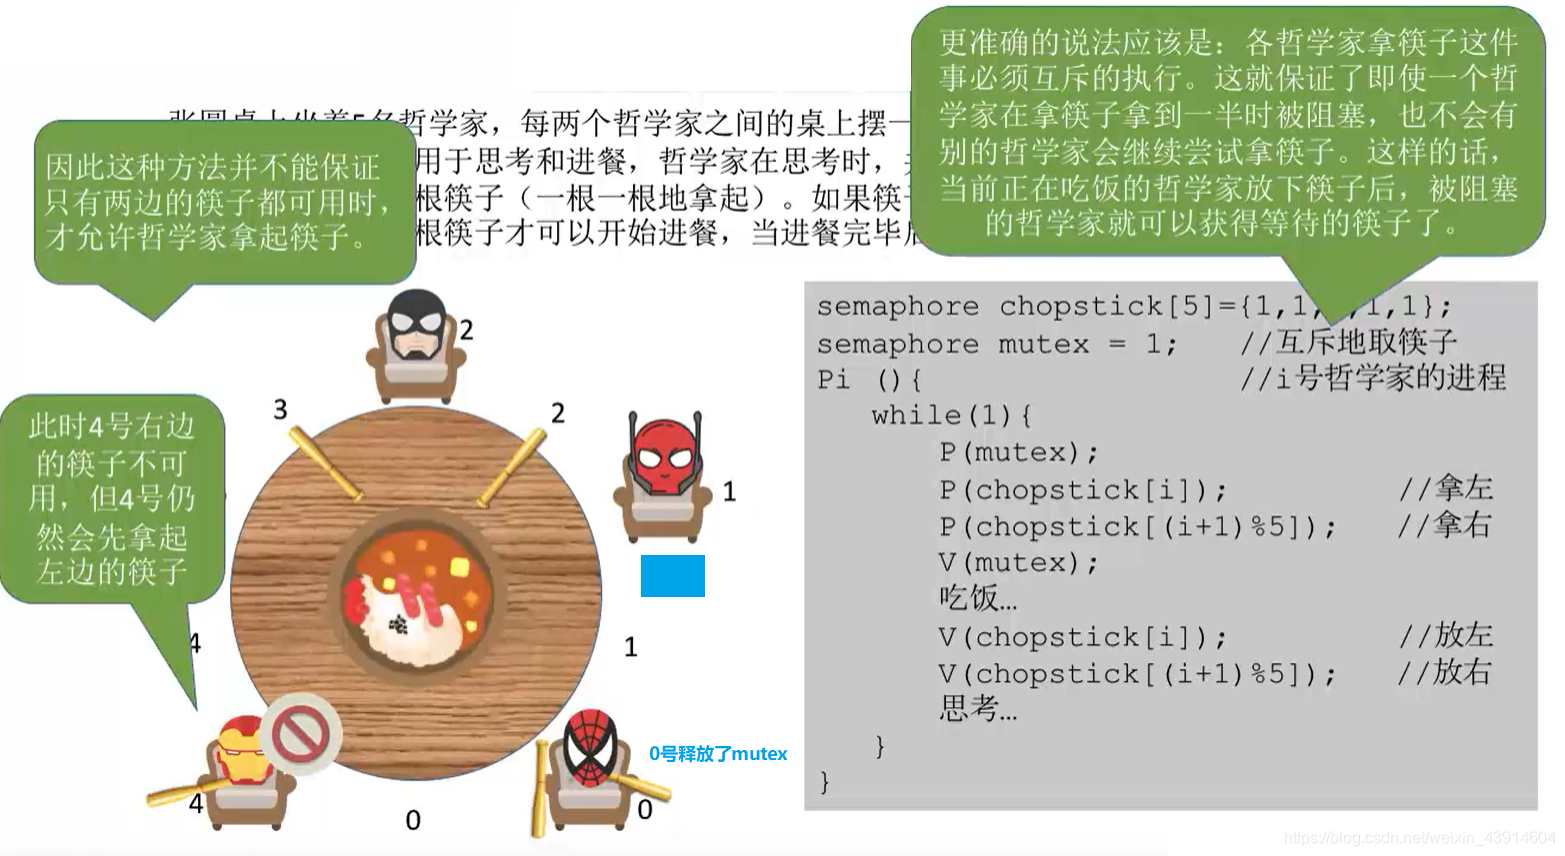 更准确的说法应该是：各哲学家拿筷子这件
事必须互斥的执行。这就保证了即使一个哲
学家在拿筷子拿到一半时被阻塞，也不会有
别的哲学家会继续尝试拿筷子。这样的话，
当前正在吃饭的哲学家放下筷子后，被阻塞
的哲学家就可以获得等待的筷子了。
张圆桌上坐着5名哲学家，每两个哲学家之间的桌上摆一
用于思考和进餐，哲学家在思考时，
根筷子（一根一根地拿起）。如果筷
根筷子才可以开始进餐，当进餐完毕
因此这种方法并不能保证
只有两边的筷子都可用时，
才允许哲学家拿起筷子。
此时4号右边
的筷子不可
用，但4号仍
然会先拿起
左边的筷子
2
3
2
1
1
4
4
0
0
0号释放了mutex
semaphore chopstick[5]={1,1, ,1,1};
semaphore mutex = 1; //互斥地取筷子
Pi (){ //i号哲学家的进程
while(1){
P(mutex);
P(chopstick[i]); //拿左
P(chopstick[(i+1)%5]); //拿右
V(mutex);
吃饭…
V(chopstick[i]); //放左
V(chopstick[(i+1)%5]); //放右
思考…
}
}
https://blog.csdn.net/weixin_43914604